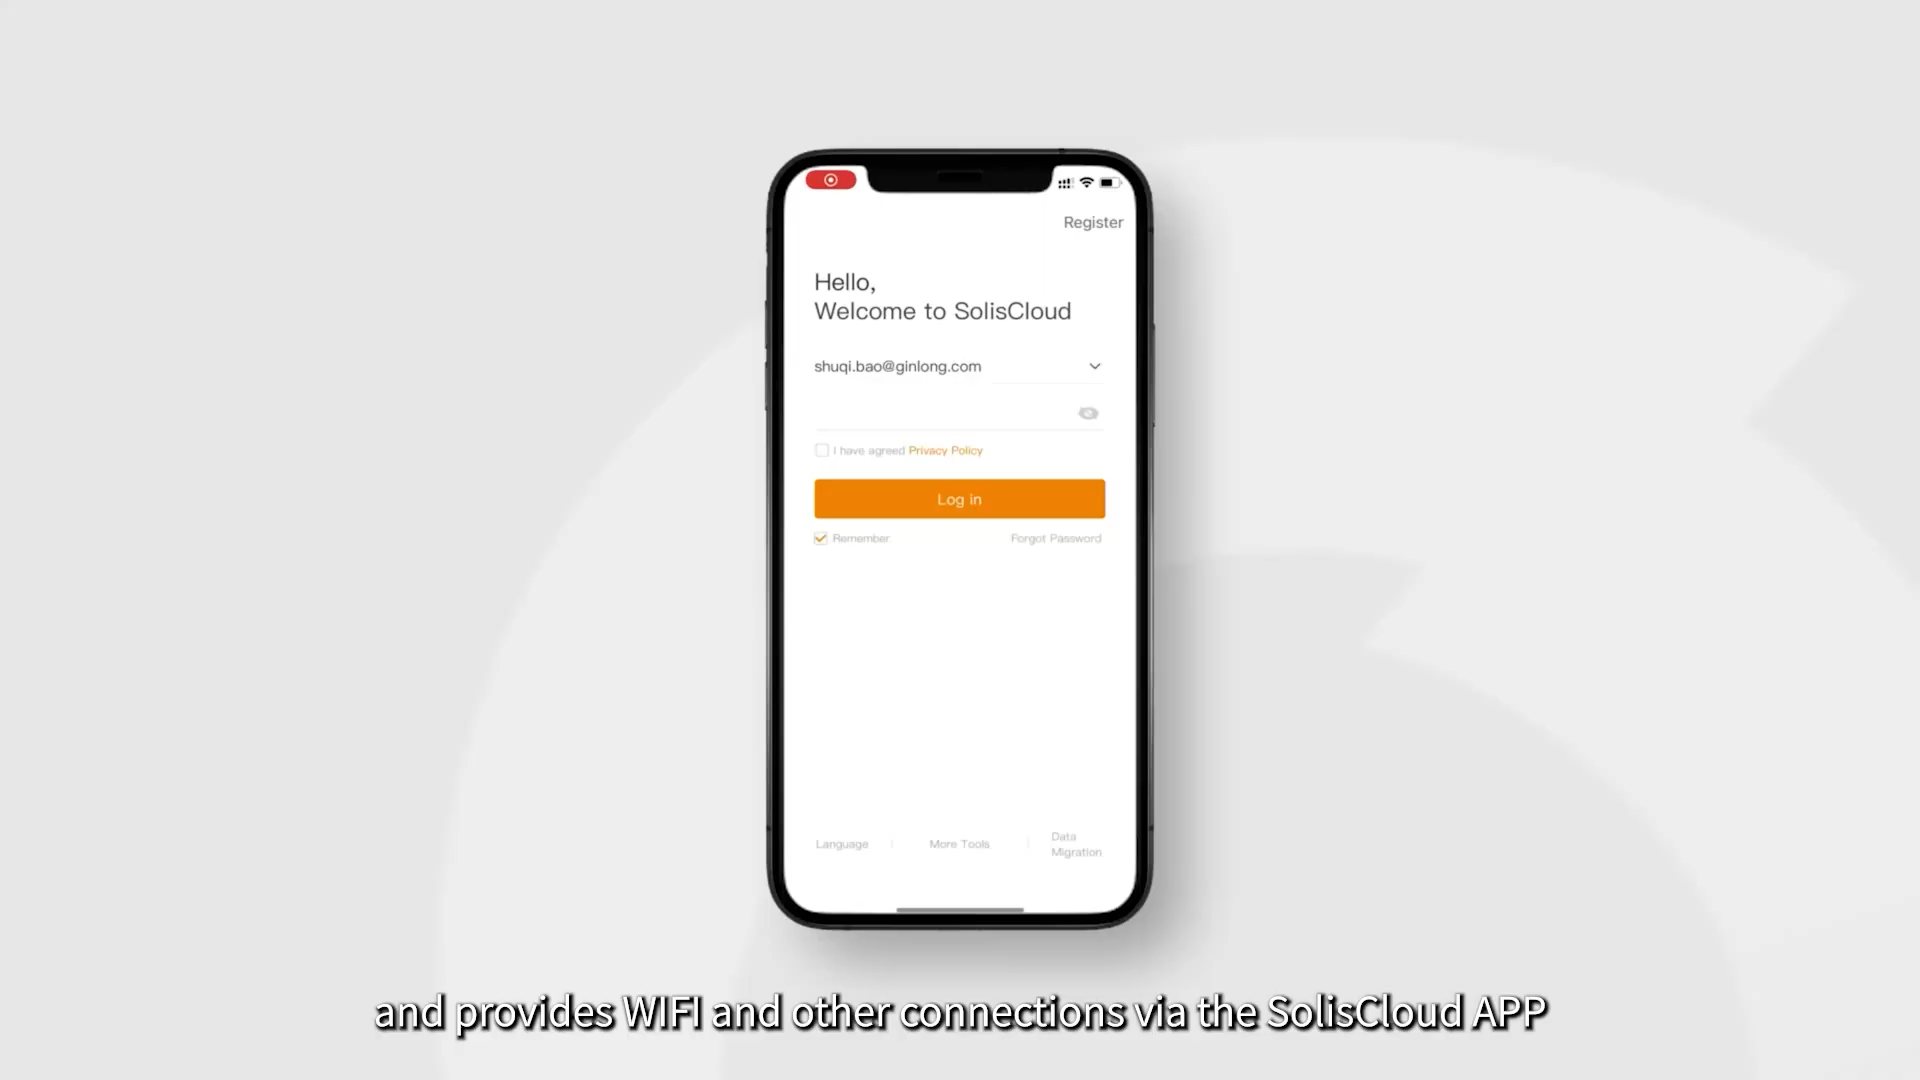 Register
Hello,
Welcome to SolisCloud
shuqi.bao@ginlong.com
I have agreed Privacy Policy
Log in
Remember
Forgot Password
Language
More Tools
Data
Migration
and provides WIFI and other connections via the SolisCloud APP